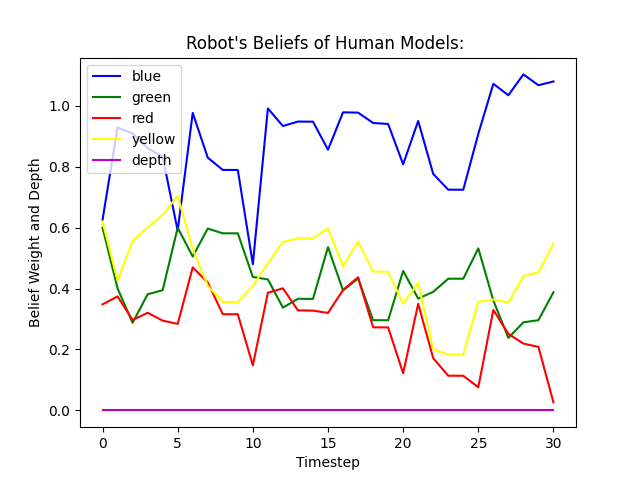 Robot's Beliefs of Human Models:
blue
green
red
yellow
depth
Belief Weight and Depth
1.0
0.8
0.6
0.4
0.2
0.0
0 5 10 15 20 25 30
Timestep